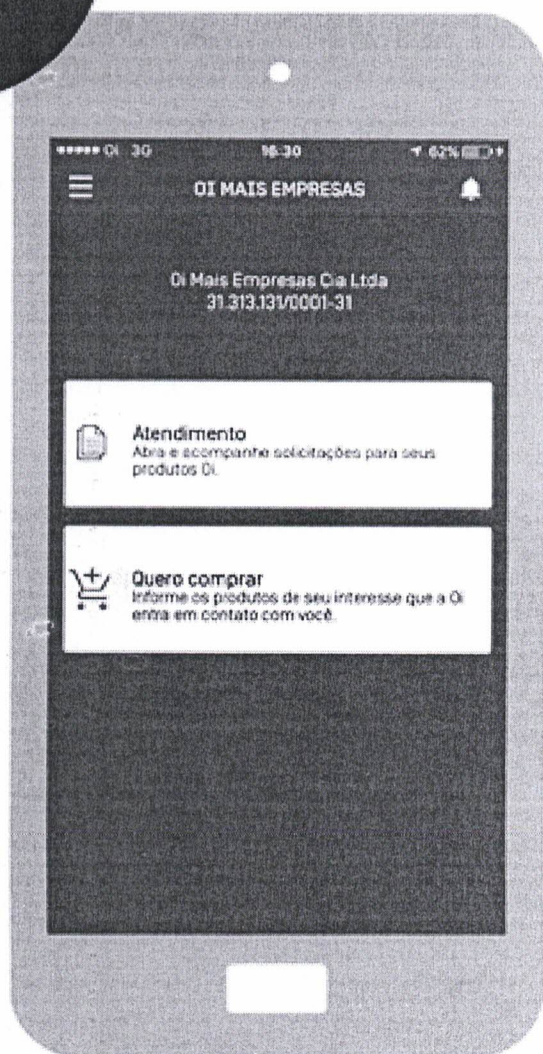 Oi 3G 16:30 62%
OI MAIS EMPRESAS
Oi Mais Empresas Cia Ltda
31.313.131/0001-31
Atendimento
Abra e acompanhe solicitações para seus
produtos Oi.
Quero comprar
Informe os produtos de seu interesse que a Oi
entra em contato com você.